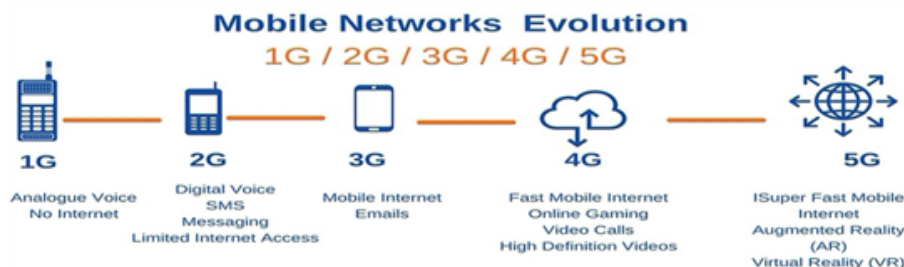 Mobile Networks Evolution
1G / 2G / 3G / 4G / 5G
1G
Analogue Voice
No Internet
2G
Digital Voice
SMS
Messaging
Limited Internet Access
3G
Mobile Internet
Emails
4G
Fast Mobile Internet
Online Gaming
Video Calls
High Definition Videos
5G
ISuper Fast Mobile
Internet
Augmented Reality
(AR)
Virtual Reality (VR)